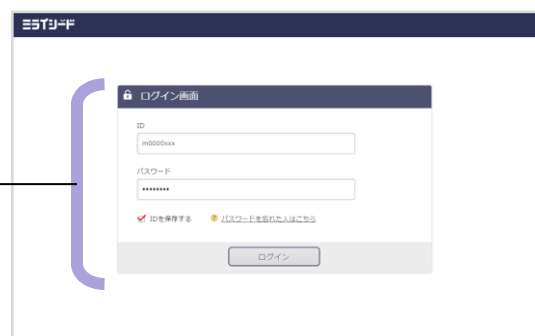 ミライシード
ログイン画面
ID
m0000xxx
パスワード
••••••••
IDを保存する
パスワードを忘れた人はこちら
ログイン